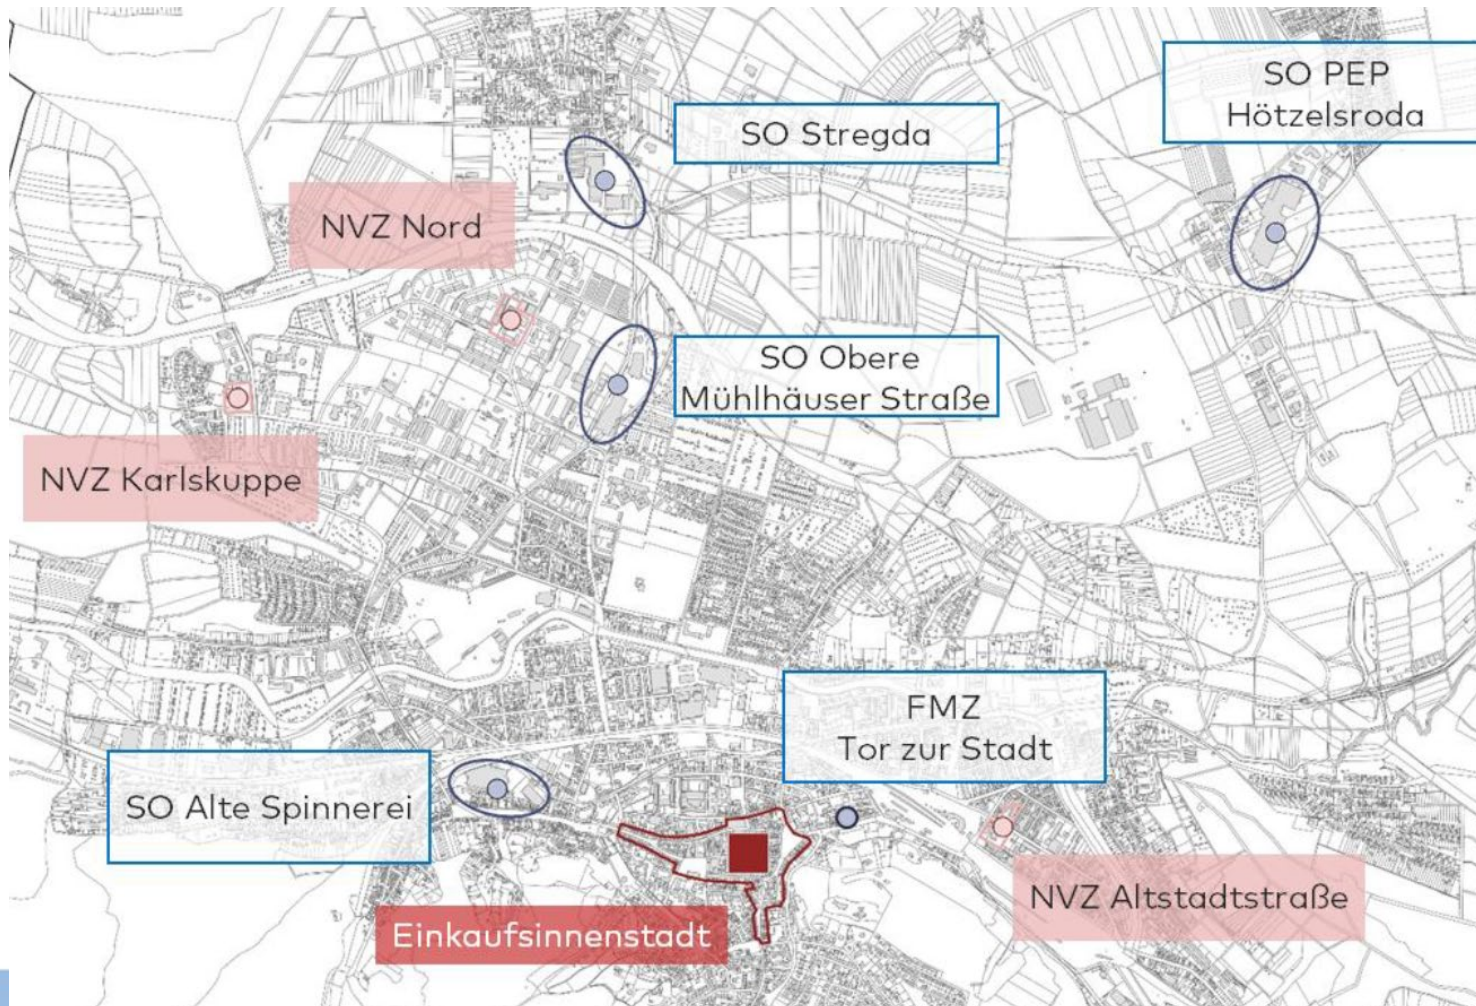 SO PEP
Hötzelsroda
SO Stregda
NVZ Nord
SO Obere
Mühlhäuser Straße
NVZ Karlskuppe
FMZ
Tor zur Stadt
SO Alte Spinnerei
NVZ Altstadtstraße
Einkaufsinnenstadt